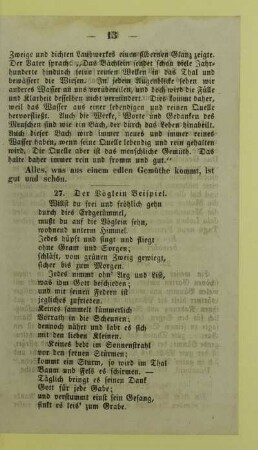 — 13 —
Zweige und dichten Laubwerkes einen silbernen Glanz zeigte.
Der Vater sprach: „Das Bächlein sendet schon viele Jahr-
hunderte hindurch seine reinen Wellen in das Thal und
bewässert die Wiesen. In jedem Augenblicke sehen wir
anderes Wasser an uns vorübereilen, und doch wird die Fülle
und Klarheit desselben nicht vermindert. Dies kommt daher,
weil das Wasser aus einer lebendigen und reinen Quelle
hervorfließt. Auch die Werke, Worte und Gedanken des
Menschen sind wie ein Bach, der durch das Leben hinabeilt.
Auch dieser Bach wird immer neues und immer reines
Wasser haben, wenn seine Quelle lebendig und rein erhalten
wird. Die Quelle aber ist das menschliche Gemüth. Das
halte daher immer rein und fromm und gut.“
Alles, was aus einem edlen Gemüthe kommt, ist
gut und schön.
27. Der Vöglein Beispiel.
Willst du frei und fröhlich gehn
durch dies Erdgetümmel,
mußt du auf die Vöglein sehn,
wohnend unterm Himmel.
Jedes hüpft und singt und fliegt
ohne Gram und Sorgen;
schläft, vom grünen Zweig gewiegt,
sicher bis zum Morgen.
Jedes nimmt ohn' Arg und List,
was ihm Gott beschieden;
und mit seinen Federn ist
jegliches zufrieden.
Keines sammelt kümmerlich
Vorrath in die Scheunen;
dennoch nährt und labt es sich
mit den lieben Kleinen.
Keines bebt im Sonnenstrahl
vor den fernen Stürmen;
kommt ein Sturm, so wird im Thal
Baum und Fels es schirmen. —
Täglich bringt es seinen Dank
Gott für jede Gabe;
und verstummt einst sein Gesang,
sinkt es leis' zum Grabe.